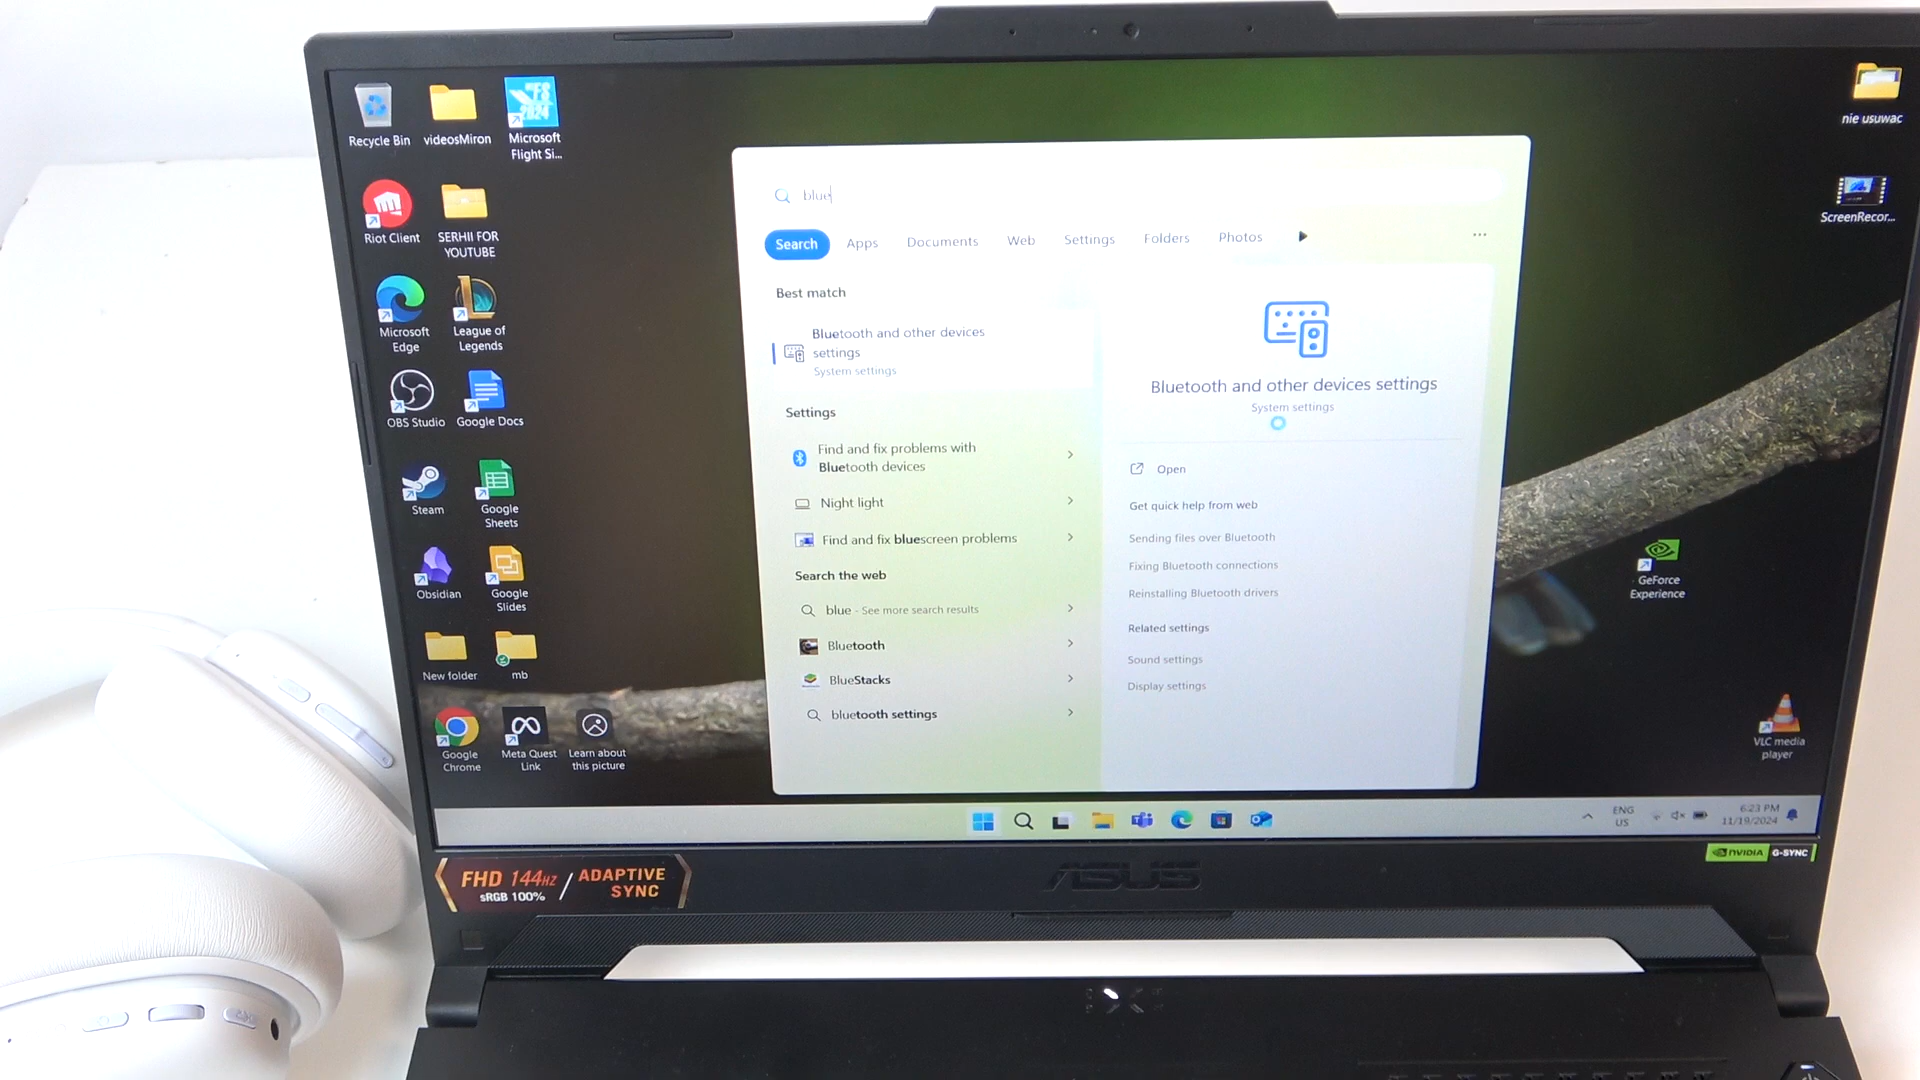 Recycle Bin
videosMiron
Microsoft
Flight Si...
Riot Client
SERHII FOR
YOUTUBE
Microsoft
Edge
League of
Legends
OBS Studio
Google Docs
Steam
Google
Sheets
Obsidian
Google
Slides
New folder
mb
Google
Chrome
Meta Quest
Link
Learn about
this picture
blue
Search
Apps
Documents
Web
Settings
Folders
Photos
Best match
Bluetooth and other devices
settings
System settings
Settings
Find and fix problems with
Bluetooth devices
Night light
Find and fix bluescreen problems
Search the web
blue - See more search results
Bluetooth
BlueStacks
bluetooth settings
Bluetooth and other devices settings
System settings
Open
Get quick help from web
Sending files over Bluetooth
Fixing Bluetooth connections
Reinstalling Bluetooth drivers
Related settings
Sound settings
Display settings
nie usuwac
ScreenRecor...
GeForce
Experience
VLC media
player
ENG
US
6:23 PM
11/19/2024
FHD 144HZ / ADAPTIVE
sRGB 100% SYNC
ASUS
NVIDIA G-SYNC